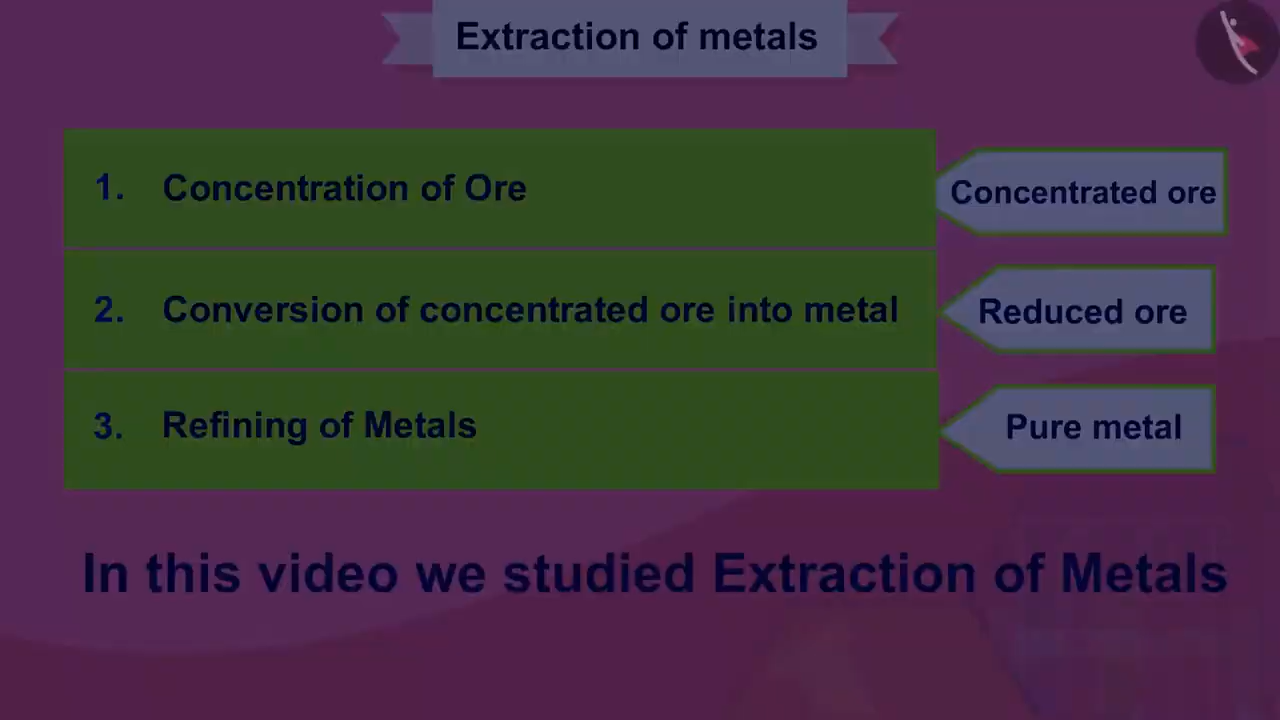 Extraction of metals
1. Concentration of Ore
Concentrated ore
2. Conversion of concentrated ore into metal
Reduced ore
3. Refining of Metals
Pure metal
In this video we studied Extraction of Metals